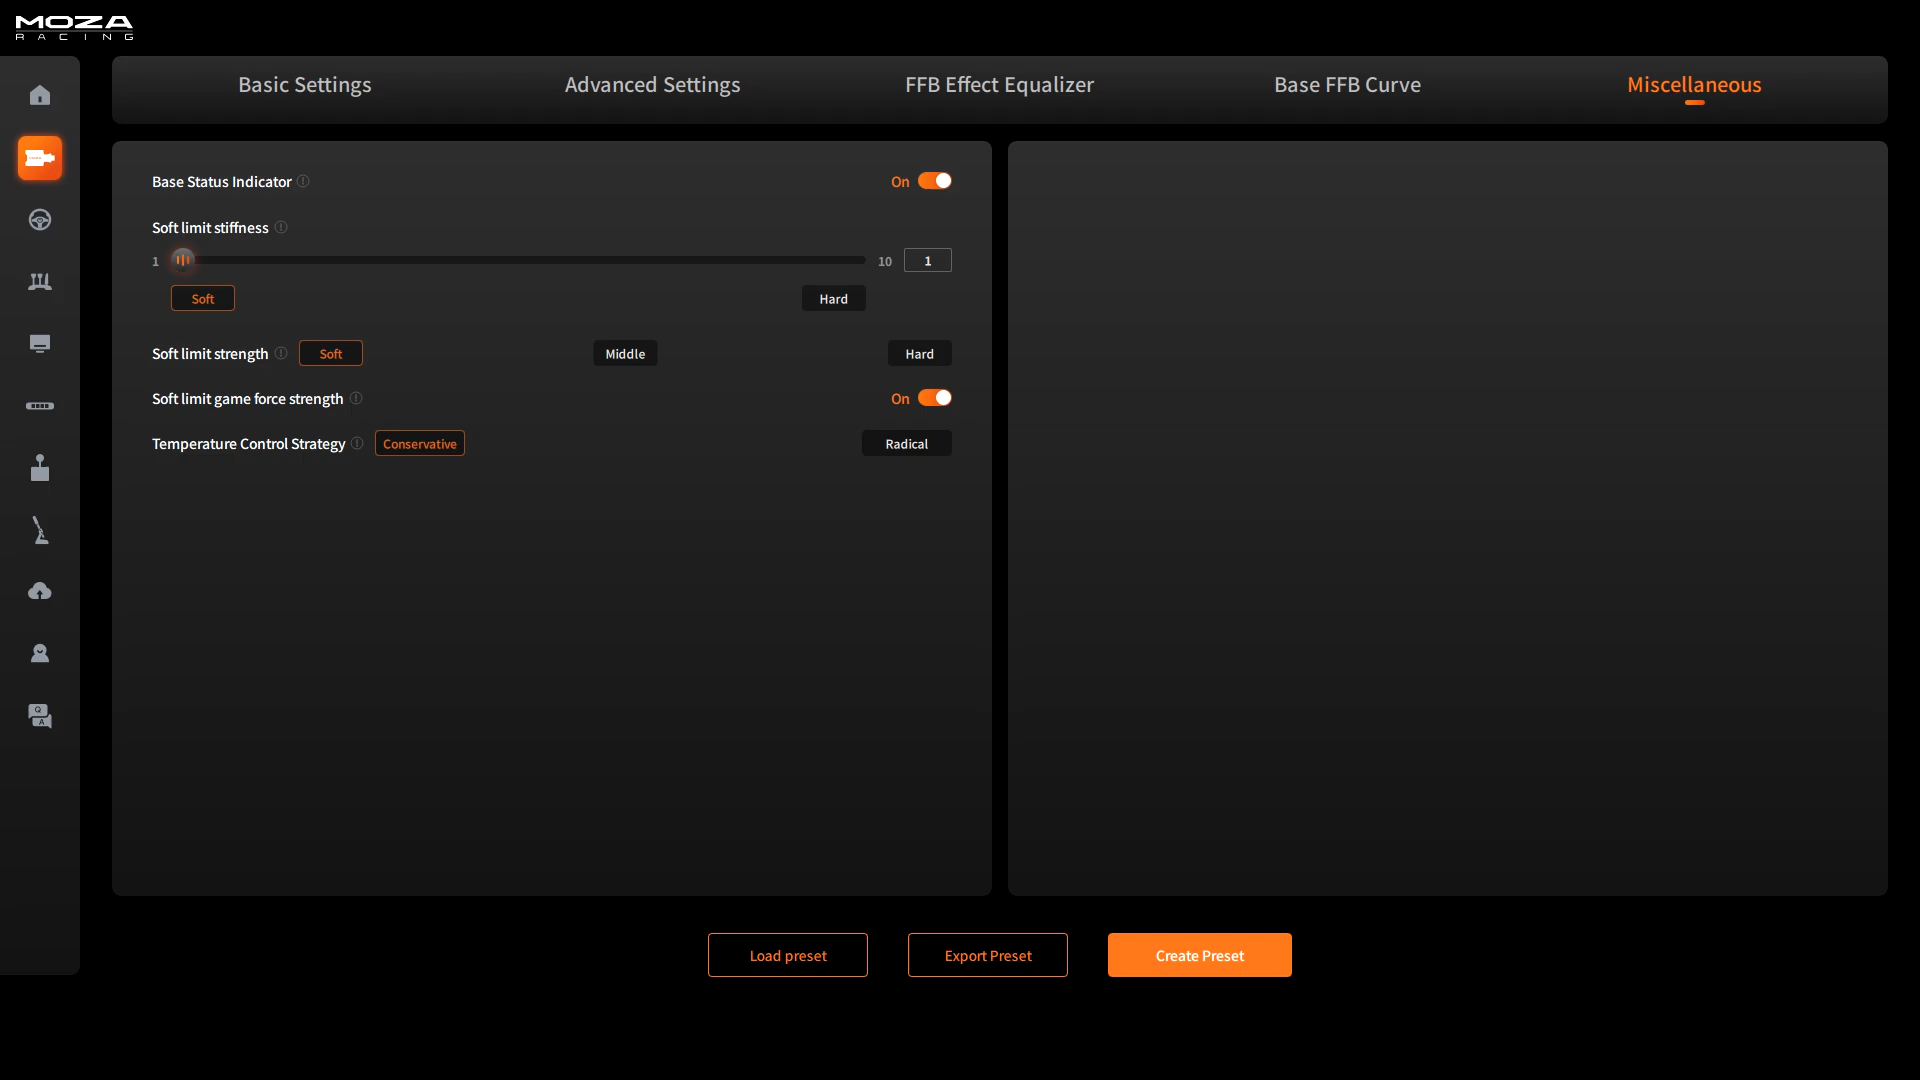 MOZA
RACING
Basic Settings
Advanced Settings
FFB Effect Equalizer
Base FFB Curve
Miscellaneous
Base Status Indicator
On
Soft limit stiffness
1
10
1
Soft
Hard
Soft limit strength
Soft
Middle
Hard
Soft limit game force strength
On
Temperature Control Strategy
Conservative
Radical
Q
A
Load preset
Export Preset
Create Preset